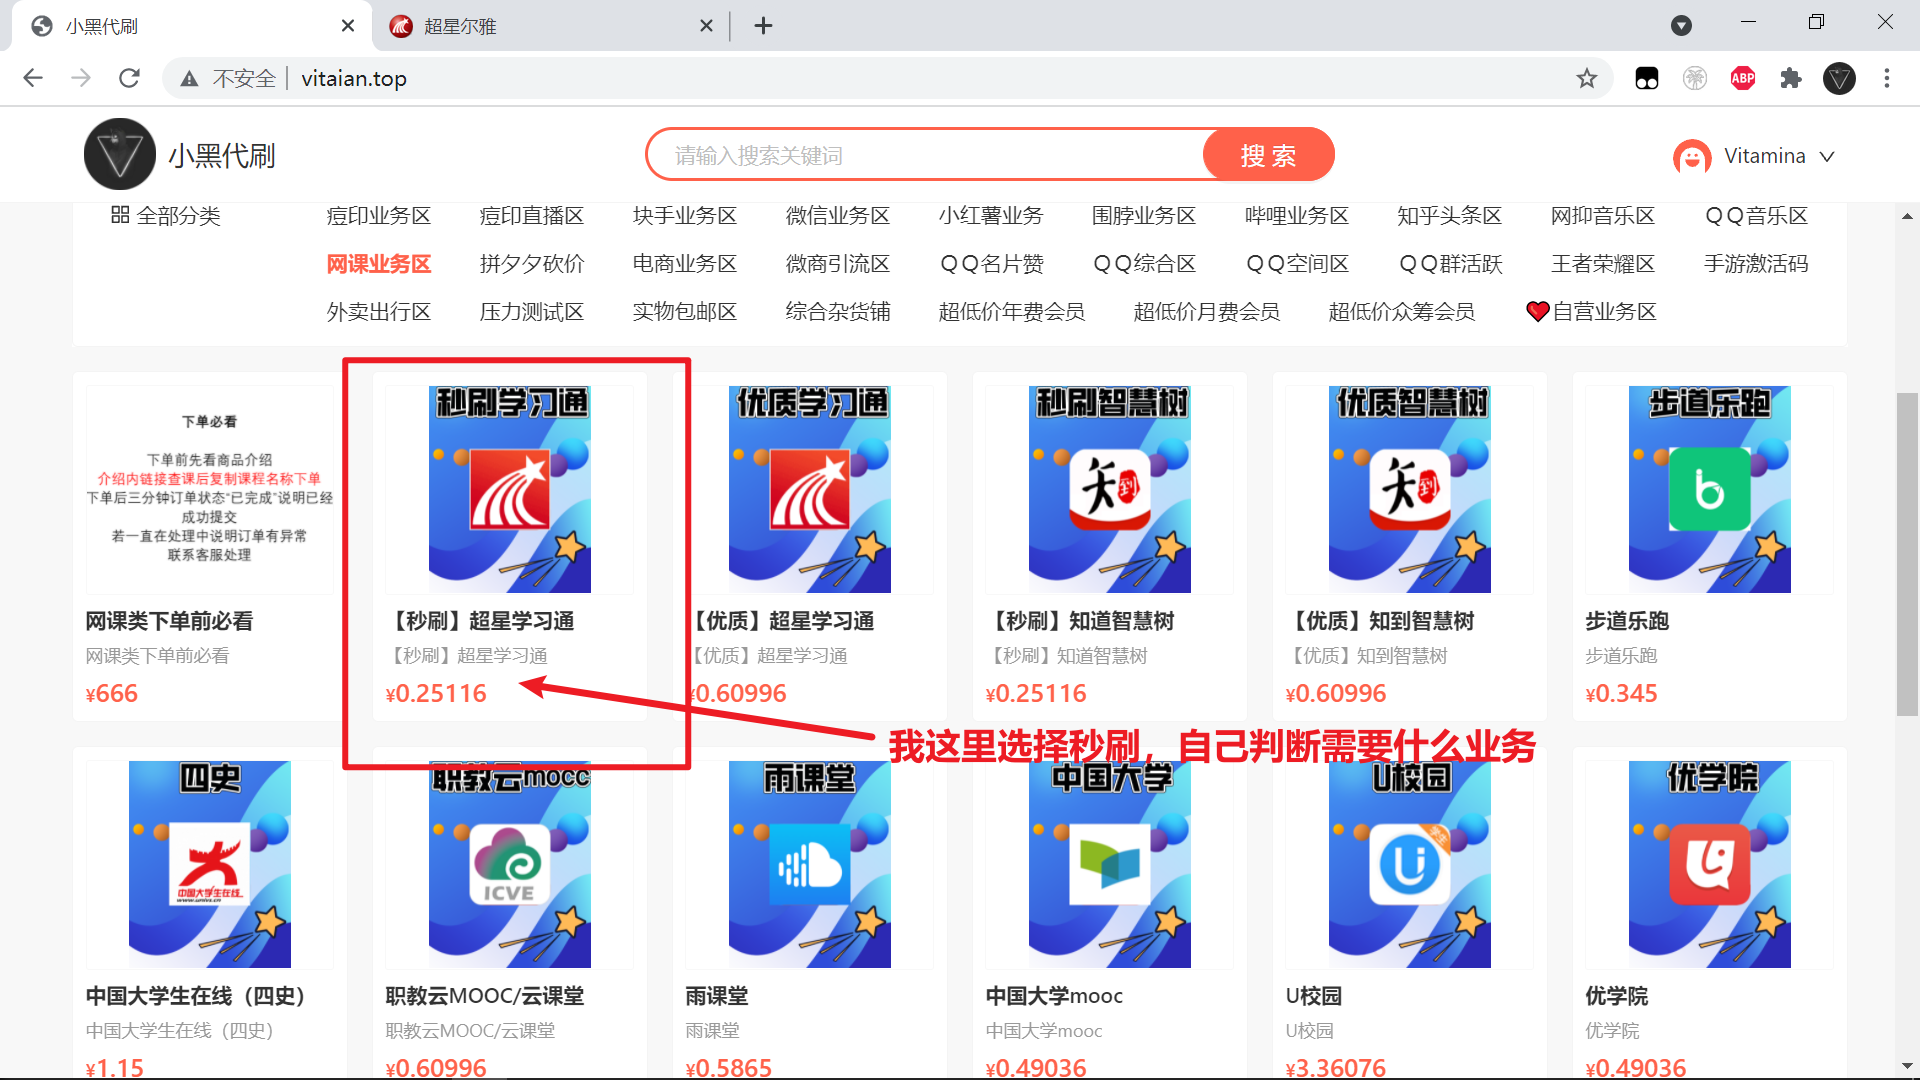 小黑代刷
超星尔雅
不安全
vitaian.top
ABP
小黑代刷
请输入搜索关键词
搜 索
Vitamina
全部分类
痘印业务区
痘印直播区
块手业务区
微信业务区
小红薯业务
围脖业务区
哔哩业务区
知乎头条区
网抑音乐区
ＱＱ音乐区
网课业务区
拼夕夕砍价
电商业务区
微商引流区
ＱＱ名片赞
ＱＱ综合区
ＱＱ空间区
ＱＱ群活跃
王者荣耀区
手游激活码
外卖出行区
压力测试区
实物包邮区
综合杂货铺
超低价年费会员
超低价月费会员
超低价众筹会员
自营业务区
下单必看
下单前先看商品介绍
介绍内链接查课后复制课程名称下单
下单后三分钟订单状态“已完成”说明已经
成功提交
若一直在处理中说明订单有异常
联系客服处理
网课类下单前必看
网课类下单前必看
¥666
秒刷学习通
【秒刷】超星学习通
【秒刷】超星学习通
¥0.25116
优质学习通
【优质】超星学习通
【优质】超星学习通
¥0.60996
秒刷智慧树
知到
【秒刷】知道智慧树
【秒刷】知道智慧树
¥0.25116
优质智慧树
知到
【优质】知到智慧树
【优质】知到智慧树
¥0.60996
步道乐跑
步道乐跑
步道乐跑
¥0.345
我这里选择秒刷，自己判断需要什么业务
四史
中国大学生在线
中国大学生在线（四史）
中国大学生在线（四史）
¥1.15
职教云mocc
ICVE
职教云MOOC/云课堂
职教云MOOC/云课堂
¥0.60996
雨课堂
雨课堂
雨课堂
¥0.5865
中国大学
中国大学mooc
中国大学mooc
¥0.49036
U校园
学生
U校园
U校园
¥3.36076
优学院
优学院
优学院
¥0.49036